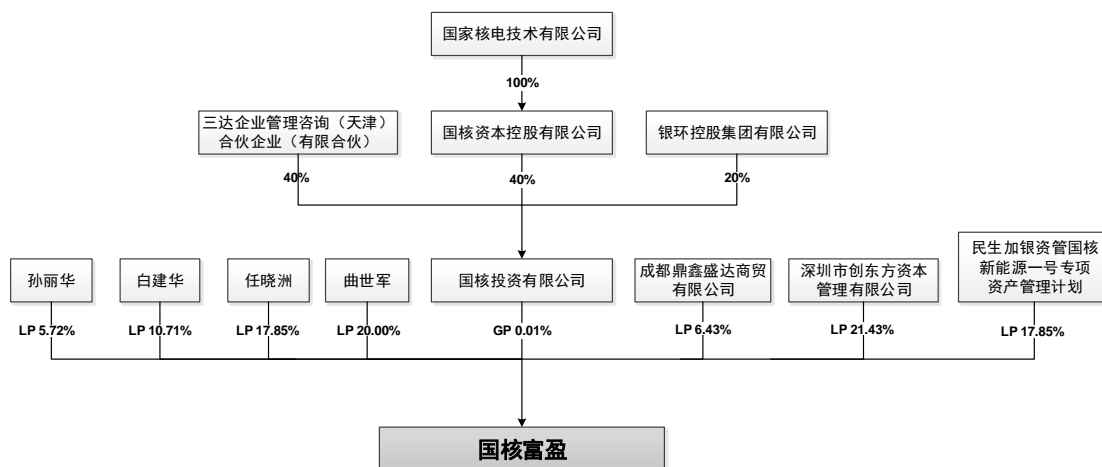 国家核电技术有限公司
100%
三达企业管理咨询（天津）
合伙企业（有限合伙）
国核资本控股有限公司
银环控股集团有限公司
40%
40%
20%
孙丽华
白建华
任晓洲
曲世军
国核投资有限公司
成都鼎鑫盛达商贸
有限公司
深圳市创东方资本
管理有限公司
民生加银资管国核
新能源一号专项
资产管理计划
LP 5.72%
LP 10.71%
LP 17.85%
LP 20.00%
GP 0.01%
LP 6.43%
LP 21.43%
LP 17.85%
国核富盈